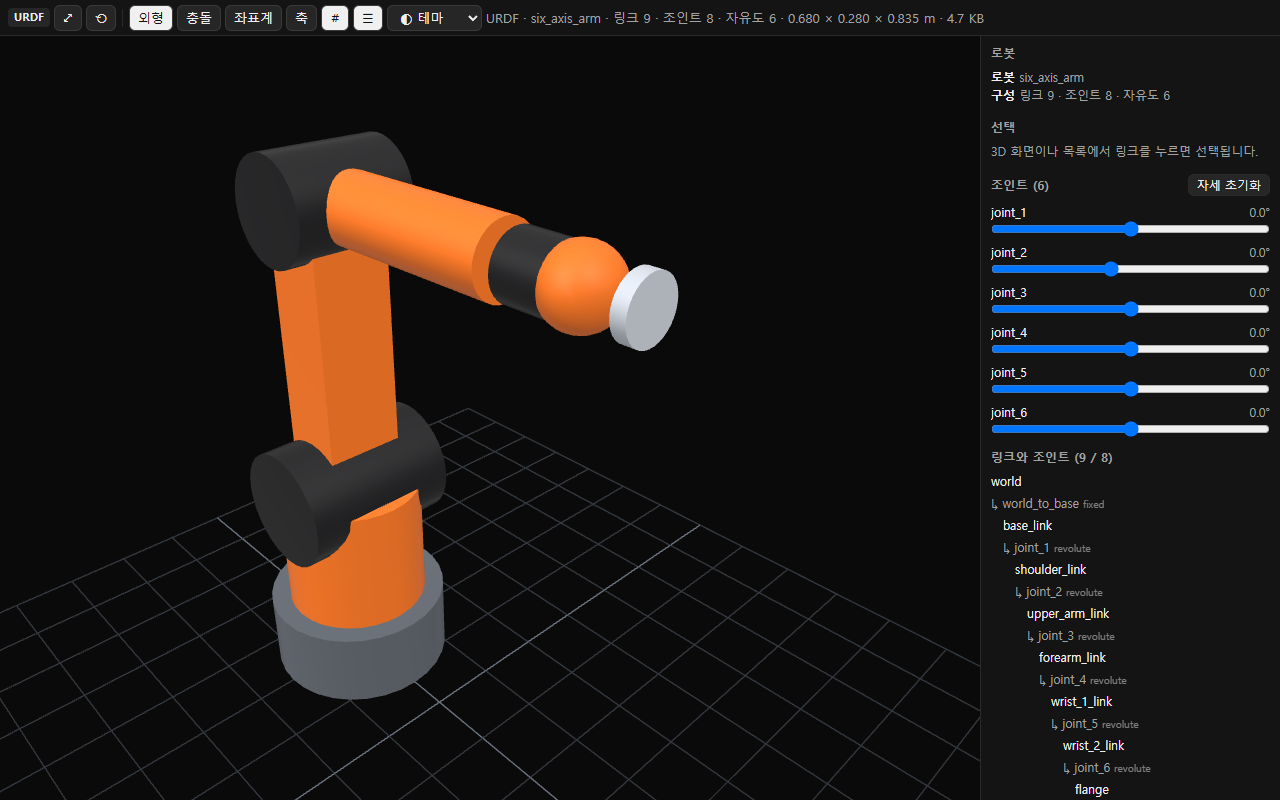 URDF ⤢ ⟲ 외형 충돌 좌표계 축 # ☰ ◐ 테마 URDF · six_axis_arm · 링크 9 · 조인트 8 · 자유도 6 · 0.680 × 0.280 × 0.835 m · 4.7 KB
로봇
로봇 six_axis_arm
구성 링크 9 · 조인트 8 · 자유도 6
선택
3D 화면이나 목록에서 링크를 누르면 선택됩니다.
조인트 (6) 자세 초기화
joint_1 0.0°
joint_2 0.0°
joint_3 0.0°
joint_4 0.0°
joint_5 0.0°
joint_6 0.0°
링크와 조인트 (9 / 8)
world
↳ world_to_base fixed
base_link
↳ joint_1 revolute
shoulder_link
↳ joint_2 revolute
upper_arm_link
↳ joint_3 revolute
forearm_link
↳ joint_4 revolute
wrist_1_link
↳ joint_5 revolute
wrist_2_link
↳ joint_6 revolute
flange